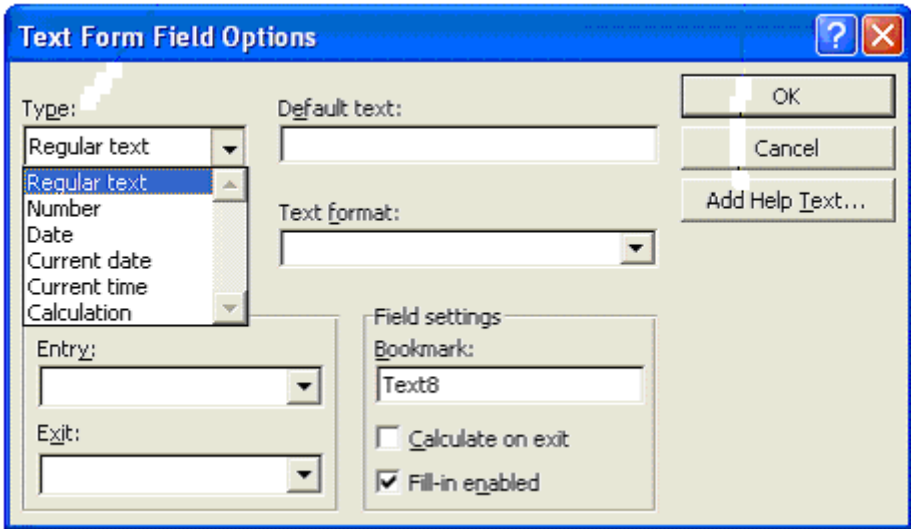 Text Form Field Options
Type:
Regular text
Regular text
Number
Date
Current date
Current time
Calculation
Default text:
Text format:
OK
Cancel
Add Help Text...
Entry:
Exit:
Field settings
Bookmark:
Text8
Calculate on exit
Fill-in enabled